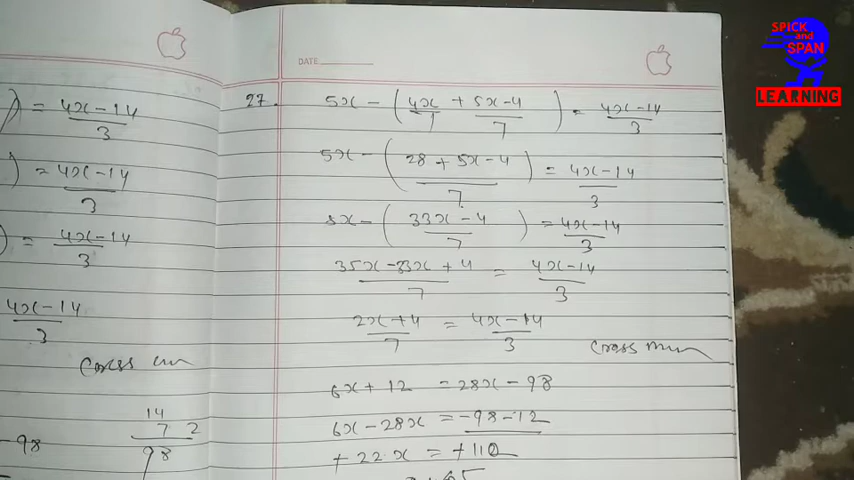 SPICK
and
SPAN
LEARNING
DATE
) = 4x-14/3
) = 4x-14/3
) = 4x-14/3
4x-14/3
Cross
14
7 2
98
-98
27. 5x - ( 4x/1 + 5x-4/7 ) = 4x-14/3
5x - ( 28 + 5x-4/7 ) = 4x-14/3
5x - ( 33x-4/7 ) = 4x-14/3
35x-33x+4/7 = 4x-14/3
2x+4/7 = 4x-14/3 Cross
6x+12 = 28x-98
6x-28x = -98-12
+22x = +110